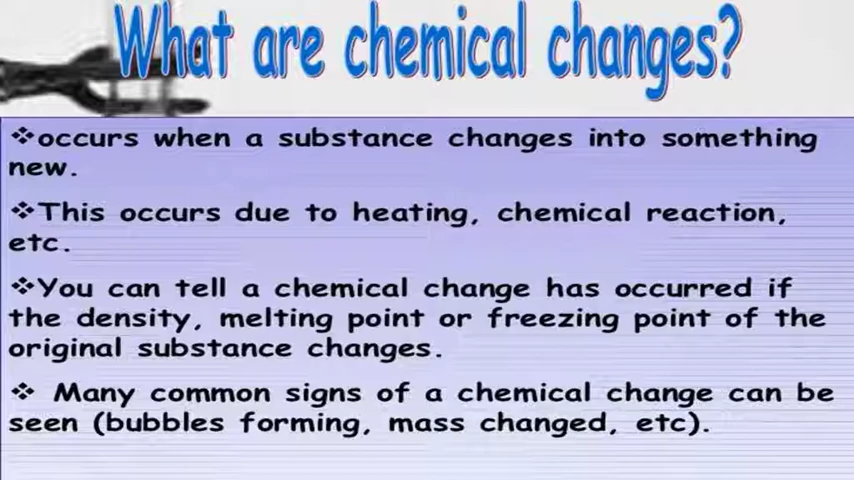 What are chemical changes?
❖occurs when a substance changes into something
new.
❖This occurs due to heating, chemical reaction,
etc.
❖You can tell a chemical change has occurred if
the density, melting point or freezing point of the
original substance changes.
❖ Many common signs of a chemical change can be
seen (bubbles forming, mass changed, etc).